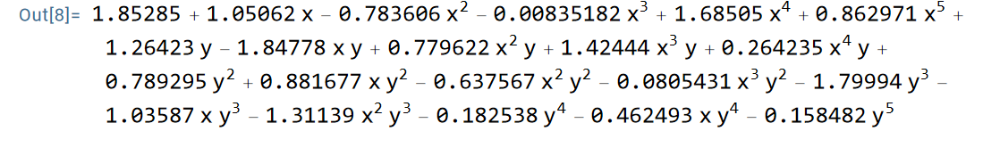 Out[8]= 1.85285 + 1.05062 x − 0.783606 x² − 0.00835182 x³ + 1.68505 x⁴ + 0.862971 x⁵ +
1.26423 y − 1.84778 x y + 0.779622 x² y + 1.42444 x³ y + 0.264235 x⁴ y +
0.789295 y² + 0.881677 x y² − 0.637567 x² y² − 0.0805431 x³ y² − 1.79994 y³ −
1.03587 x y³ − 1.31139 x² y³ − 0.182538 y⁴ − 0.462493 x y⁴ − 0.158482 y⁵